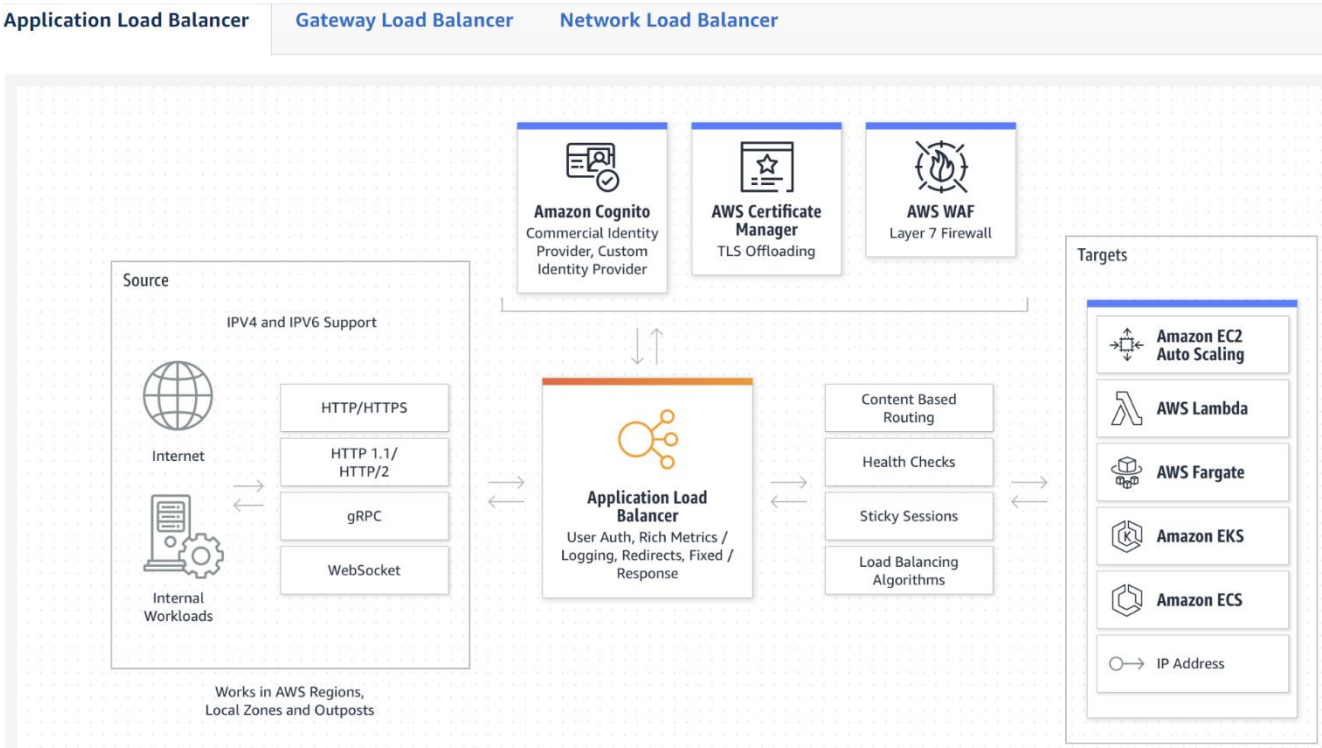 Application Load Balancer
Gateway Load Balancer
Network Load Balancer
Amazon Cognito
Commercial Identity
Provider, Custom
Identity Provider
AWS Certificate
Manager
TLS Offloading
AWS WAF
Layer 7 Firewall
Source
IPV4 and IPV6 Support
Internet
Internal
Workloads
HTTP/HTTPS
HTTP 1.1/
HTTP/2
gRPC
WebSocket
Works in AWS Regions,
Local Zones and Outposts
Application Load
Balancer
User Auth, Rich Metrics /
Logging, Redirects, Fixed /
Response
Content Based
Routing
Health Checks
Sticky Sessions
Load Balancing
Algorithms
Targets
Amazon EC2
Auto Scaling
AWS Lambda
AWS Fargate
K
Amazon EKS
Amazon ECS
IP Address